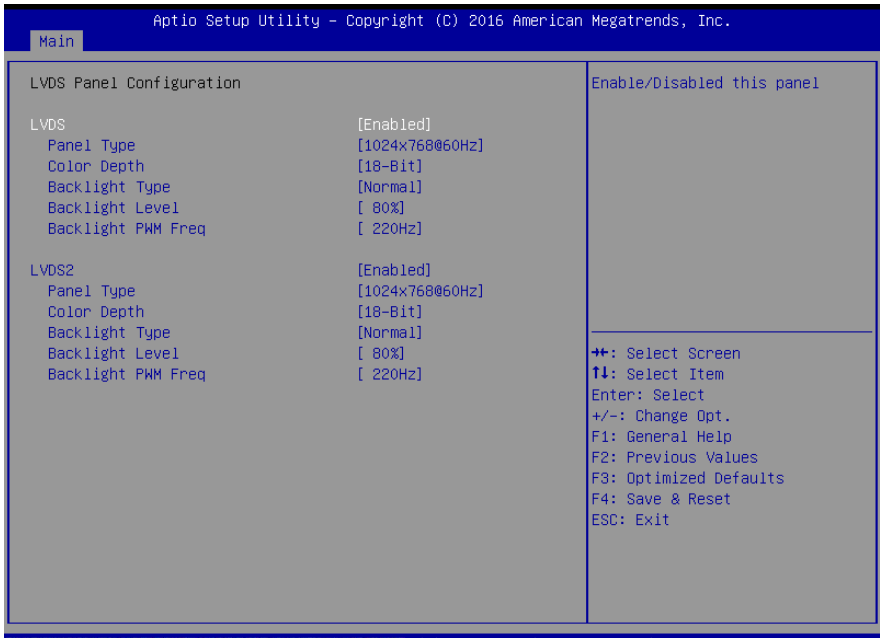 Aptio Setup Utility – Copyright (C) 2016 American Megatrends, Inc.
Main
LVDS Panel Configuration
LVDS [Enabled]
Panel Type [1024x768@60Hz]
Color Depth [18-Bit]
Backlight Type [Normal]
Backlight Level [ 80%]
Backlight PWM Freq [ 220Hz]
LVDS2 [Enabled]
Panel Type [1024x768@60Hz]
Color Depth [18-Bit]
Backlight Type [Normal]
Backlight Level [ 80%]
Backlight PWM Freq [ 220Hz]
Enable/Disabled this panel
→←: Select Screen
↑↓: Select Item
Enter: Select
+/-: Change Opt.
F1: General Help
F2: Previous Values
F3: Optimized Defaults
F4: Save & Reset
ESC: Exit